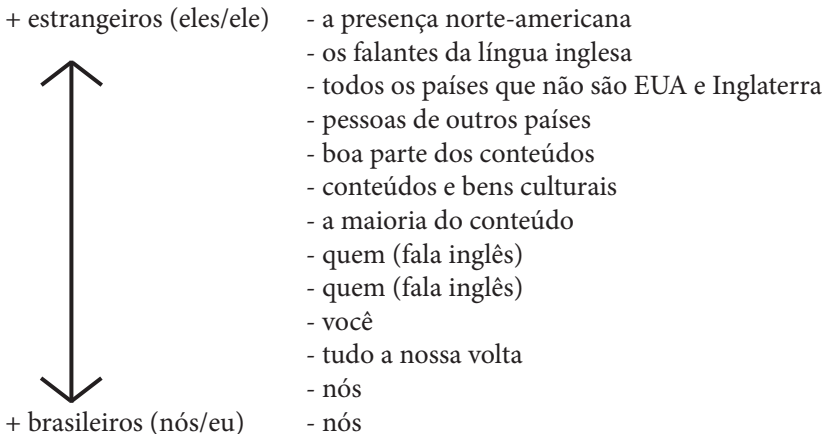 + estrangeiros (eles/ele) - a presença norte-americana
- os falantes da língua inglesa
- todos os países que não são EUA e Inglaterra
- pessoas de outros países
- boa parte dos conteúdos
- conteúdos e bens culturais
- a maioria do conteúdo
- quem (fala inglês)
- quem (fala inglês)
- você
- tudo a nossa volta
- nós
+ brasileiros (nós/eu) - nós